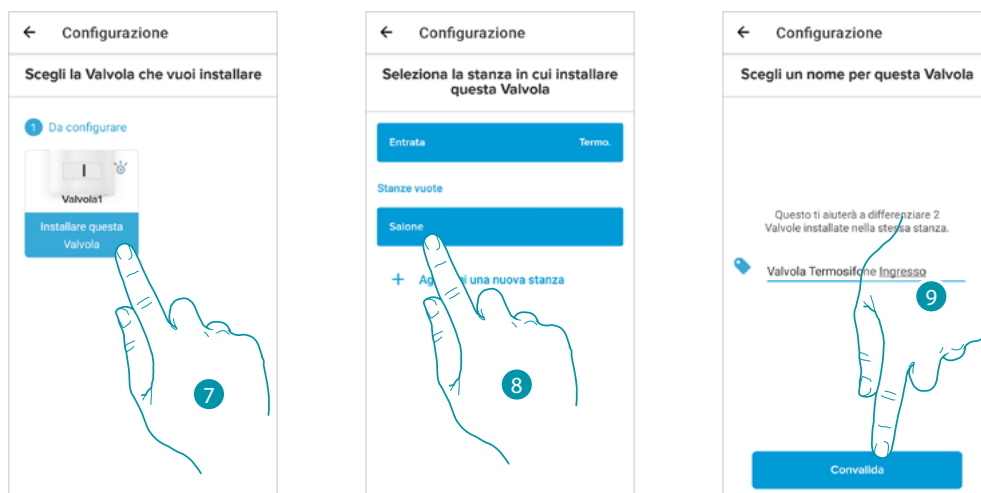 Configurazione
Scegli la Valvola che vuoi installare
1 Da configurare
Valvola1
Installare questa
Valvola
7
Configurazione
Seleziona la stanza in cui installare
questa Valvola
Entrata Termo.
Stanze vuote
Salone
+ una nuova stanza
8
Configurazione
Scegli un nome per questa Valvola
Questo ti aiuterà a differenziare 2
Valvole installate nella stessa stanza.
Valvola Termosifone Ingresso
9
Convalida